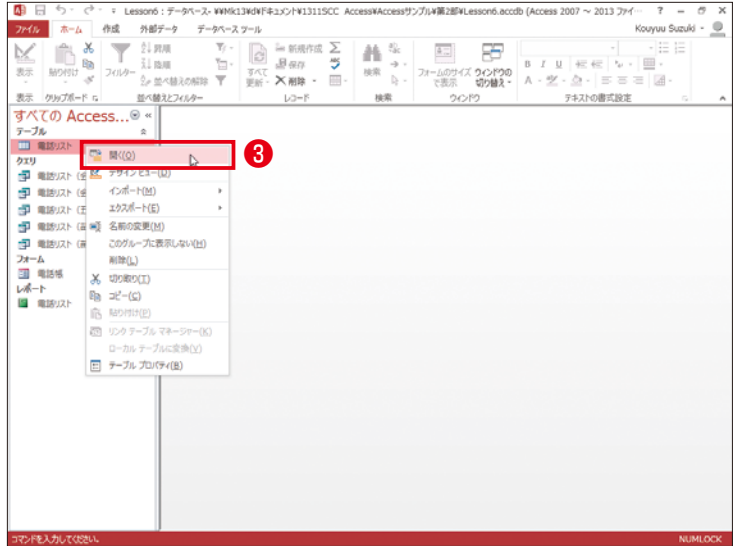 Lesson6 : データベース- ¥¥Mk13¥d¥ドキュメント¥1311SCC Access¥Accessサンプル¥第2部¥Lesson6.accdb (Access 2007 ～ 2013 ファイ…
ファイル ホーム 作成 外部データ データベース ツール Kouyuu Suzuki
表示 貼り付け フィルター 昇順 降順 並べ替えの解除 すべて更新 新規作成 保存 削除 検索 フォームのサイズで表示 ウィンドウの切り替え B I U A
表示 クリップボード 並べ替えとフィルター レコード 検索 ウィンドウ テキストの書式設定
すべての Access...
テーブル
電話リスト
開く(O)
3
クエリ
デザイン ビュー(D)
電話リスト
インポート(M)
電話リスト
エクスポート(E)
電話リスト
名前の変更(M)
電話リスト
このグループに表示しない(H)
電話リスト
削除(L)
フォーム
電話帳
切り取り(T)
レポート
コピー(C)
電話リスト
貼り付け(P)
リンク テーブル マネージャー(K)
ローカル テーブルに変換(V)
テーブル プロパティ(B)
コマンドを入力してください。 NUMLOCK